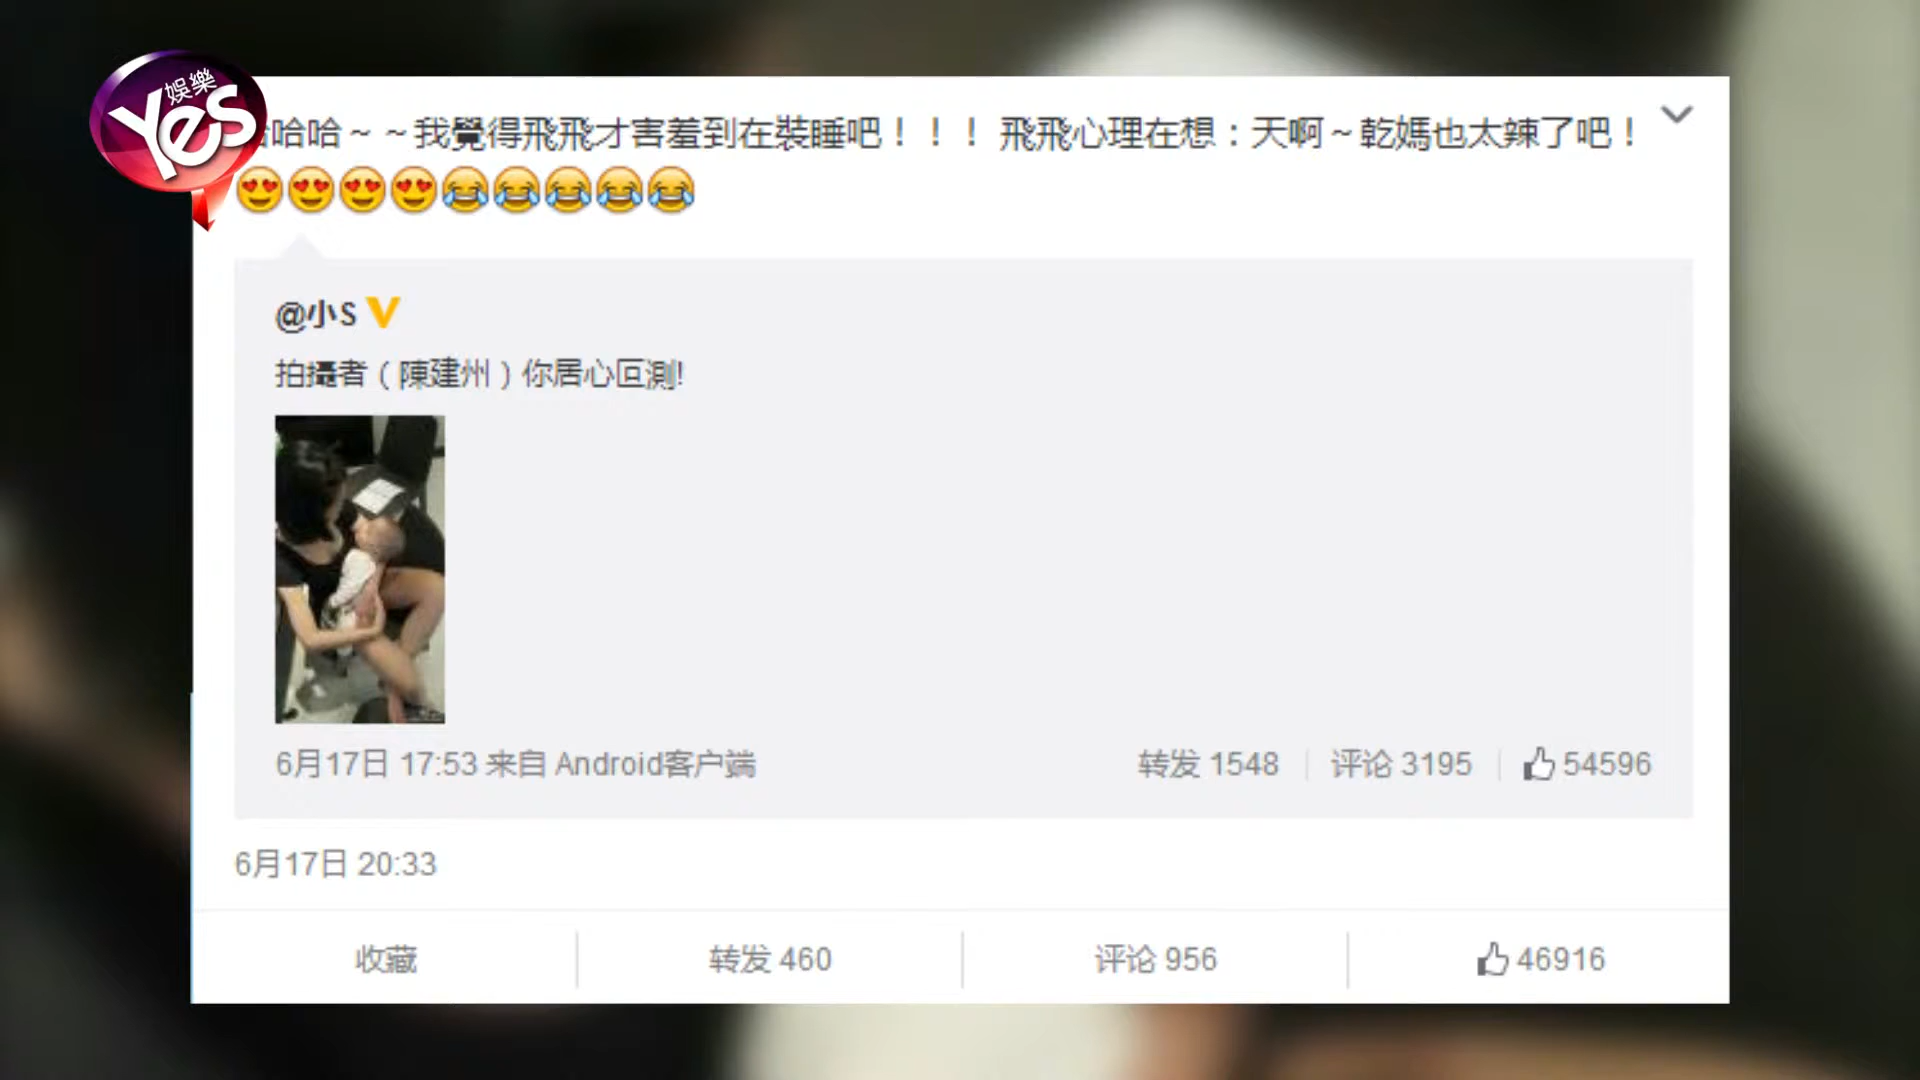 Yes娛樂
哈哈～～我覺得飛飛才害羞到在裝睡吧！！！ 飛飛心理在想：天啊～乾媽也太辣了吧！
@小S
拍攝者（陳建州）你居心叵測!
6月17日 17:53 来自 Android客户端
转发 1548 评论 3195 54596
6月17日 20:33
收藏 转发 460 评论 956 46916